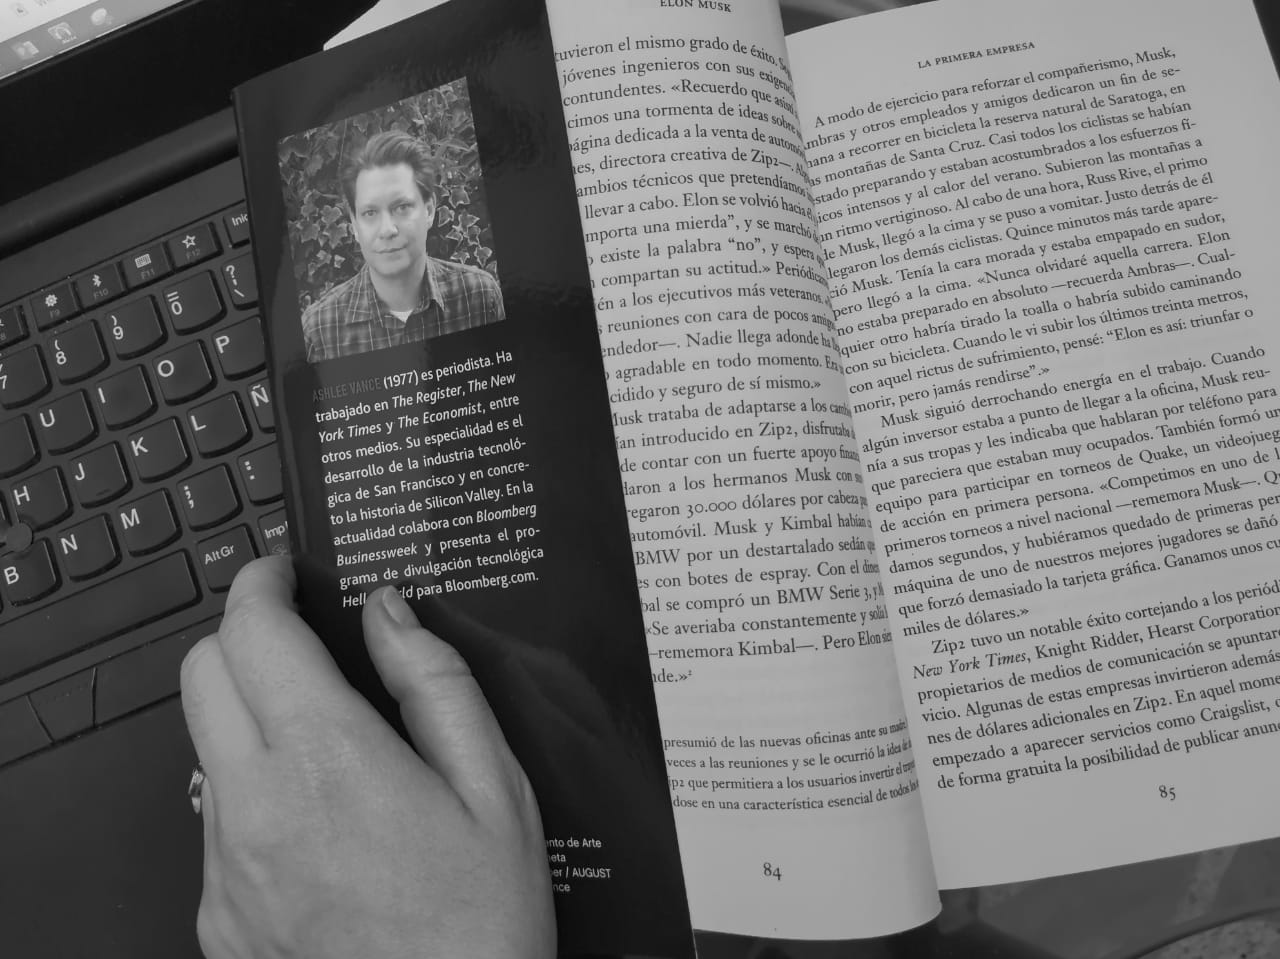 Inic
F9
F10
F11
F12
8
(
9
)
0
=
?
'
\
7
U
I
O
P
H
J
K
L
Ñ
B
N
M
;
:
AltGr
Imp
ASHLEE VANCE (1977) es periodista. Ha
trabajado en The Register, The New
York Times y The Economist, entre
otros medios. Su especialidad es el
desarrollo de la industria tecnoló-
gica de San Francisco y en concre-
to la historia de Silicon Valley. En la
actualidad colabora con Bloomberg
Businessweek y presenta el pro-
grama de divulgación tecnológica
para Bloomberg.com.
de Arte
/ AUGUST
ELON MUSK
tuvieron el mismo grado de éxito.
jóvenes ingenieros con sus
contundentes. «Recuerdo que
cimos una tormenta de ideas sobre
página dedicada a la venta de
directora creativa de Zip2—.
cambios técnicos que pretendíamos
llevar a cabo. Elon se volvió hacia
importa una mierda”, y se marchó
existe la palabra “no”, y espera
compartan su actitud.»
a los ejecutivos más veteranos.
reuniones con cara de pocos
Nadie llega adonde ha
agradable en todo momento. Era
y seguro de sí mismo.»
Musk trataba de adaptarse a los
introducido en Zip2,
de contar con un fuerte apoyo
a los hermanos Musk con
30.000 dólares por cabeza
automóvil. Musk y Kimbal habían
BMW por un destartalado sedán
con botes de espray. Con el
se compró un BMW Serie 3, y
«Se averiaba constantemente y
—rememora Kimbal—. Pero Elon
2
presumió de las nuevas oficinas ante su
veces a las reuniones y se le ocurrió la idea de
que permitiera a los usuarios invertir el
en una característica esencial de todos los
84
LA PRIMERA EMPRESA
A modo de ejercicio para reforzar el compañerismo, Musk,
Ambras y otros empleados y amigos dedicaron un fin de se-
mana a recorrer en bicicleta la reserva natural de Saratoga, en
las montañas de Santa Cruz. Casi todos los ciclistas se habían
estado preparando y estaban acostumbrados a los esfuerzos fí-
sicos intensos y al calor del verano. Subieron las montañas a
un ritmo vertiginoso. Al cabo de una hora, Russ Rive, el primo
de Musk, llegó a la cima y se puso a vomitar. Justo detrás de él
llegaron los demás ciclistas. Quince minutos más tarde apare-
ció Musk. Tenía la cara morada y estaba empapado en sudor,
pero llegó a la cima. «Nunca olvidaré aquella carrera. Elon
no estaba preparado en absoluto —recuerda Ambras—. Cual-
quier otro habría tirado la toalla o habría subido caminando
con su bicicleta. Cuando le vi subir los últimos treinta metros,
con aquel rictus de sufrimiento, pensé: “Elon es así: triunfar o
morir, pero jamás rendirse”.»
Musk siguió derrochando energía en el trabajo. Cuando
algún inversor estaba a punto de llegar a la oficina, Musk reu-
nía a sus tropas y les indicaba que hablaran por teléfono para
que pareciera que estaban muy ocupados. También formó un
equipo para participar en torneos de Quake, un
de acción en primera persona. «Competimos en uno de
primeros torneos a nivel nacional —rememora Musk—.
damos segundos, y hubiéramos quedado de primeras
máquina de uno de nuestros mejores jugadores se dañó
que forzó demasiado la tarjeta gráfica. Ganamos unos
miles de dólares.»
Zip2 tuvo un notable éxito cortejando a los
New York Times, Knight Ridder, Hearst Corporation
propietarios de medios de comunicación se
vicio. Algunas de estas empresas invirtieron además
nes de dólares adicionales en Zip2. En aquel
empezado a aparecer servicios como Craigslist,
de forma gratuita la posibilidad de publicar
85